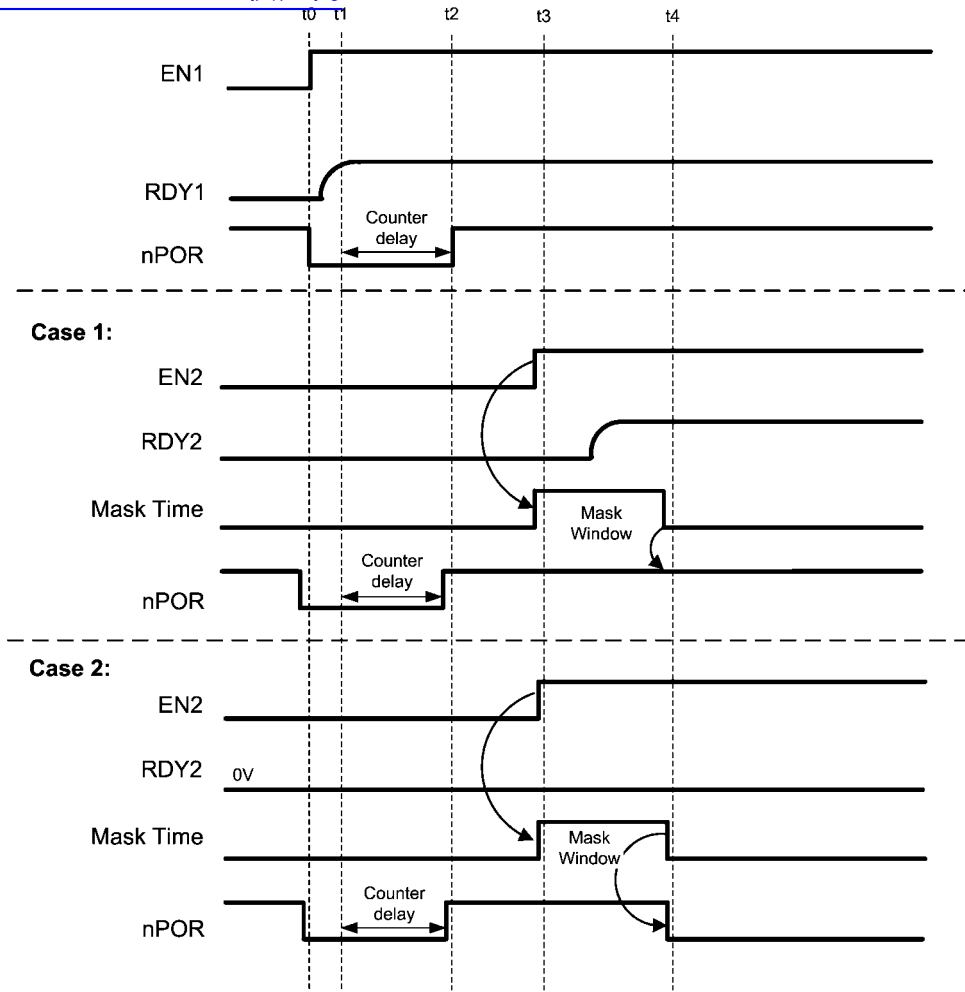 t0 t1 t2 t3 t4
EN1
RDY1
Counter
delay
nPOR
Case 1:
EN2
RDY2
Mask Time
Mask
Window
Counter
delay
nPOR
Case 2:
EN2
RDY2 0V
Mask Time
Mask
Window
Counter
delay
nPOR